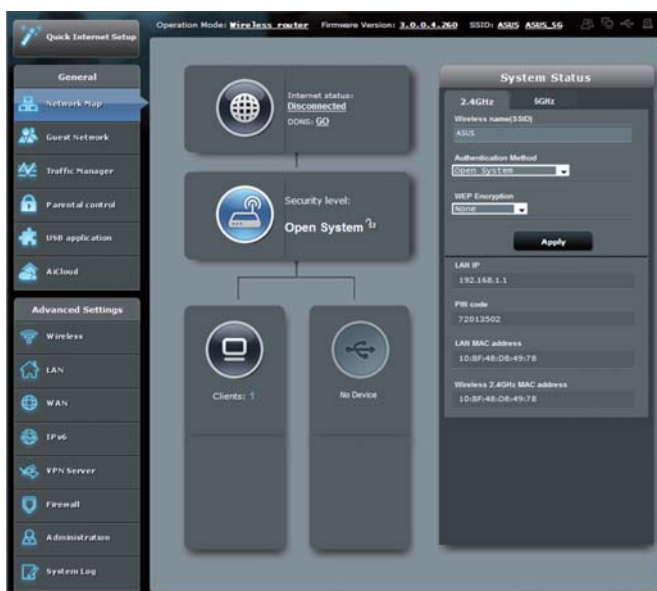 Quick Internet Setup
Operation Mode: Wireless router Firmware Version: 3.0.0.4.260 SSID: ASUS ASUS_5G
General
Network Map
Guest Network
Traffic Manager
Parental control
USB application
AiCloud
Advanced Settings
Wireless
LAN
WAN
IPv6
VPN Server
Firewall
Administration
System Log
Internet status:
Disconnected
DDNS: GO
Security level:
Open System
Clients: 1
No Device
System Status
2.4GHz 5GHz
Wireless name(SSID)
ASUS
Authentication Method
Open System
WEP Encryption
None
Apply
LAN IP
192.168.1.1
PIN code
72013502
LAN MAC address
10:BF:48:D8:49:78
Wireless 2.4GHz MAC address
10:BF:48:D8:49:78